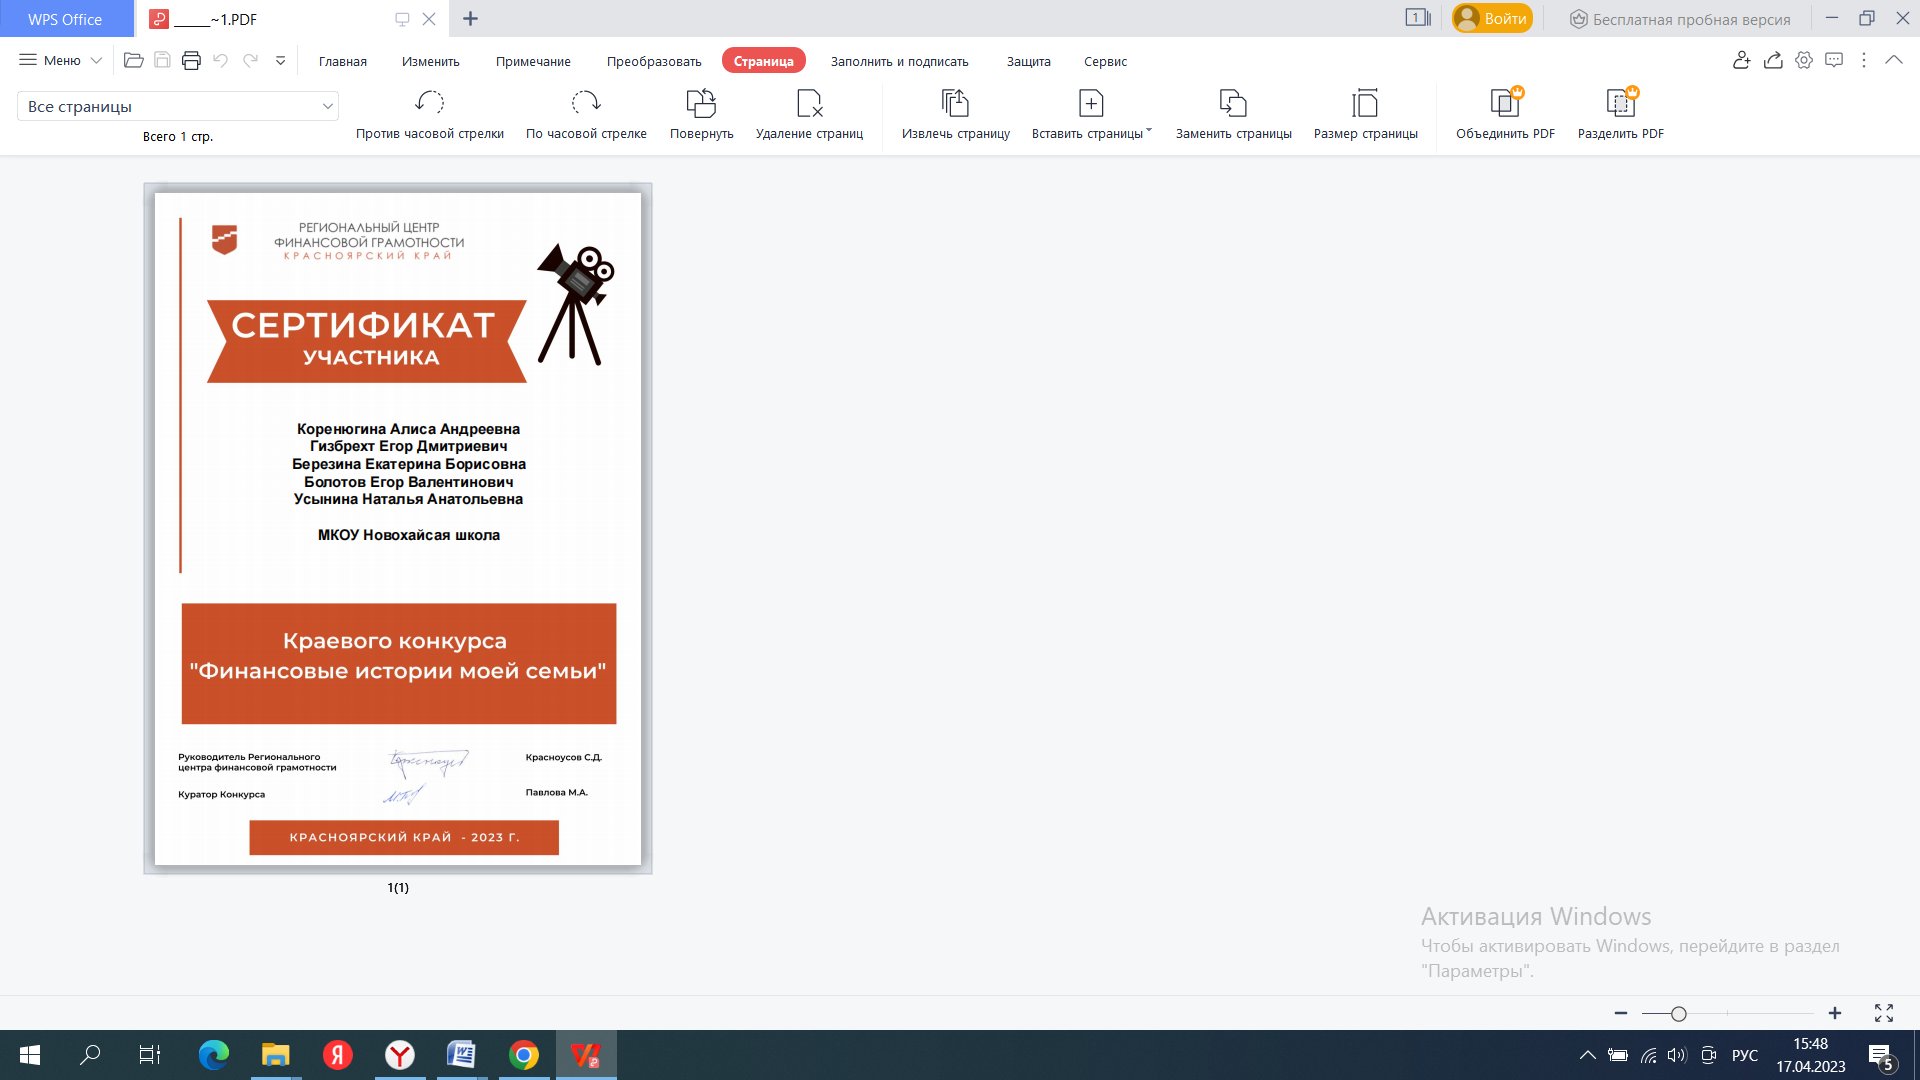 WPS Office
______~1.PDF
1
Войти
Бесплатная пробная версия
Меню
Главная
Изменить
Примечание
Преобразовать
Страница
Заполнить и подписать
Защита
Сервис
Все страницы
Всего 1 стр.
Против часовой стрелки
По часовой стрелке
Повернуть
Удаление страниц
Извлечь страницу
Вставить страницы
Заменить страницы
Размер страницы
Объединить PDF
Разделить PDF
РЕГИОНАЛЬНЫЙ ЦЕНТР
ФИНАНСОВОЙ ГРАМОТНОСТИ
КРАСНОЯРСКИЙ КРАЙ
СЕРТИФИКАТ
УЧАСТНИКА
Коренюгина Алиса Андреевна
Гизбрехт Егор Дмитриевич
Березина Екатерина Борисовна
Болотов Егор Валентинович
Усынина Наталья Анатольевна
МКОУ Новохайсая школа
Краевого конкурса
"Финансовые истории моей семьи"
Руководитель Регионального
центра финансовой грамотности
Красноусов С.Д.
Куратор Конкурса
Павлова М.А.
КРАСНОЯРСКИЙ КРАЙ - 2023 Г.
1(1)
Активация Windows
Чтобы активировать Windows, перейдите в раздел
"Параметры".
РУС
15:48
17.04.2023
5